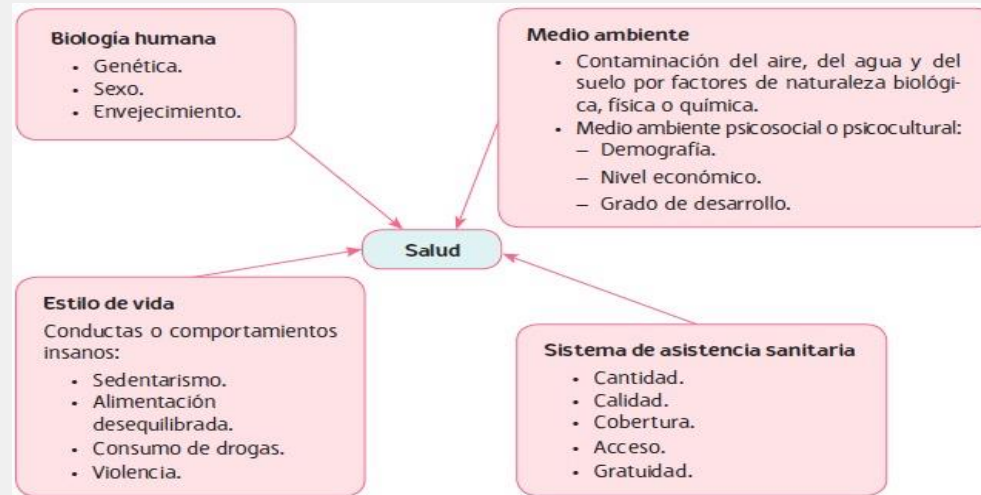 Biología humana
• Genética.
• Sexo.
• Envejecimiento.
Medio ambiente
• Contaminación del aire, del agua y del
suelo por factores de naturaleza biológi-
ca, física o química.
• Medio ambiente psicosocial o psicocultural:
– Demografía.
– Nivel económico.
– Grado de desarrollo.
Salud
Estilo de vida
Conductas o comportamientos
insanos:
• Sedentarismo.
• Alimentación
desequilibrada.
• Consumo de drogas.
• Violencia.
Sistema de asistencia sanitaria
• Cantidad.
• Calidad.
• Cobertura.
• Acceso.
• Gratuidad.